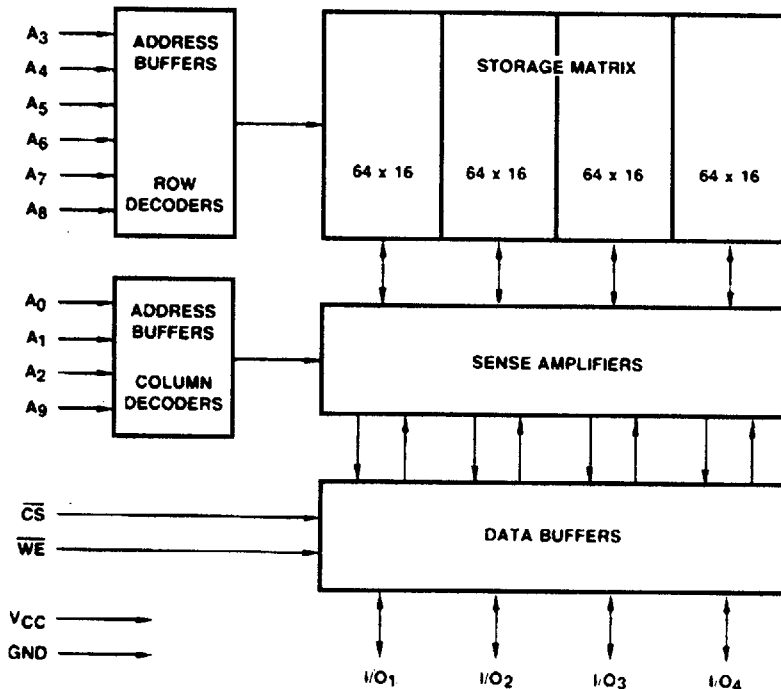 A3
A4
A5
A6
A7
A8
ADDRESS
BUFFERS
ROW
DECODERS
STORAGE MATRIX
64 x 16
64 x 16
64 x 16
64 x 16
A0
A1
A2
A9
ADDRESS
BUFFERS
COLUMN
DECODERS
SENSE AMPLIFIERS
C̅S̅
W̅E̅
DATA BUFFERS
VCC
GND
I/O1
I/O2
I/O3
I/O4